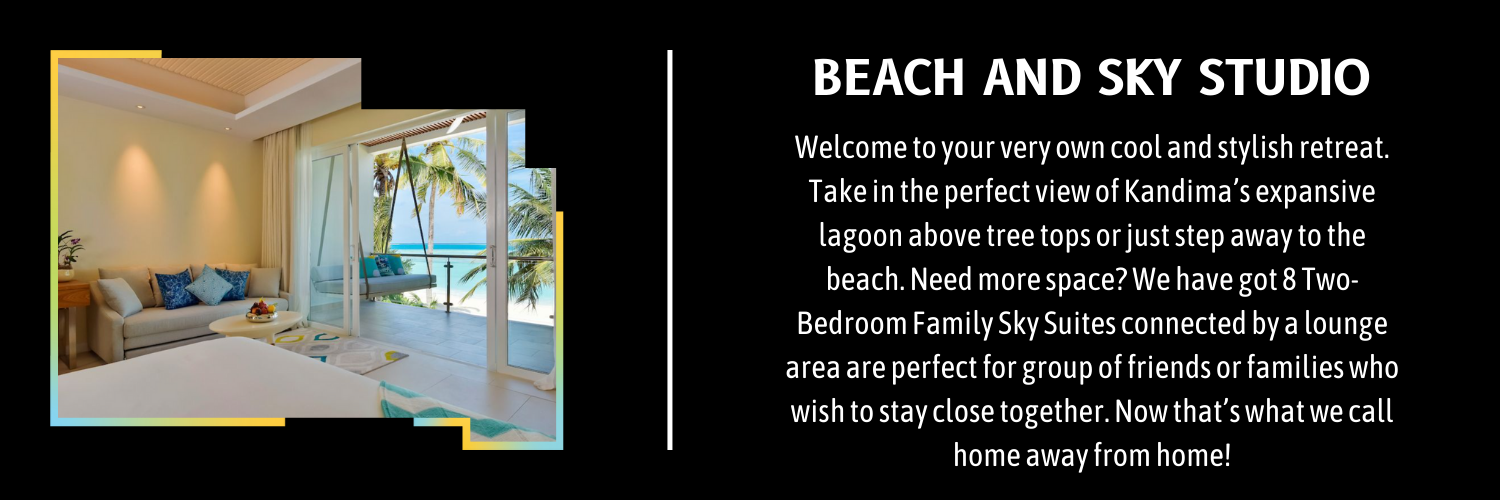 BEACH AND SKY STUDIO
Welcome to your very own cool and stylish retreat.
Take in the perfect view of Kandima’s expansive
lagoon above tree tops or just step away to the
beach. Need more space? We have got 8 Two-
Bedroom Family Sky Suites connected by a lounge
area are perfect for group of friends or families who
wish to stay close together. Now that’s what we call
home away from home!